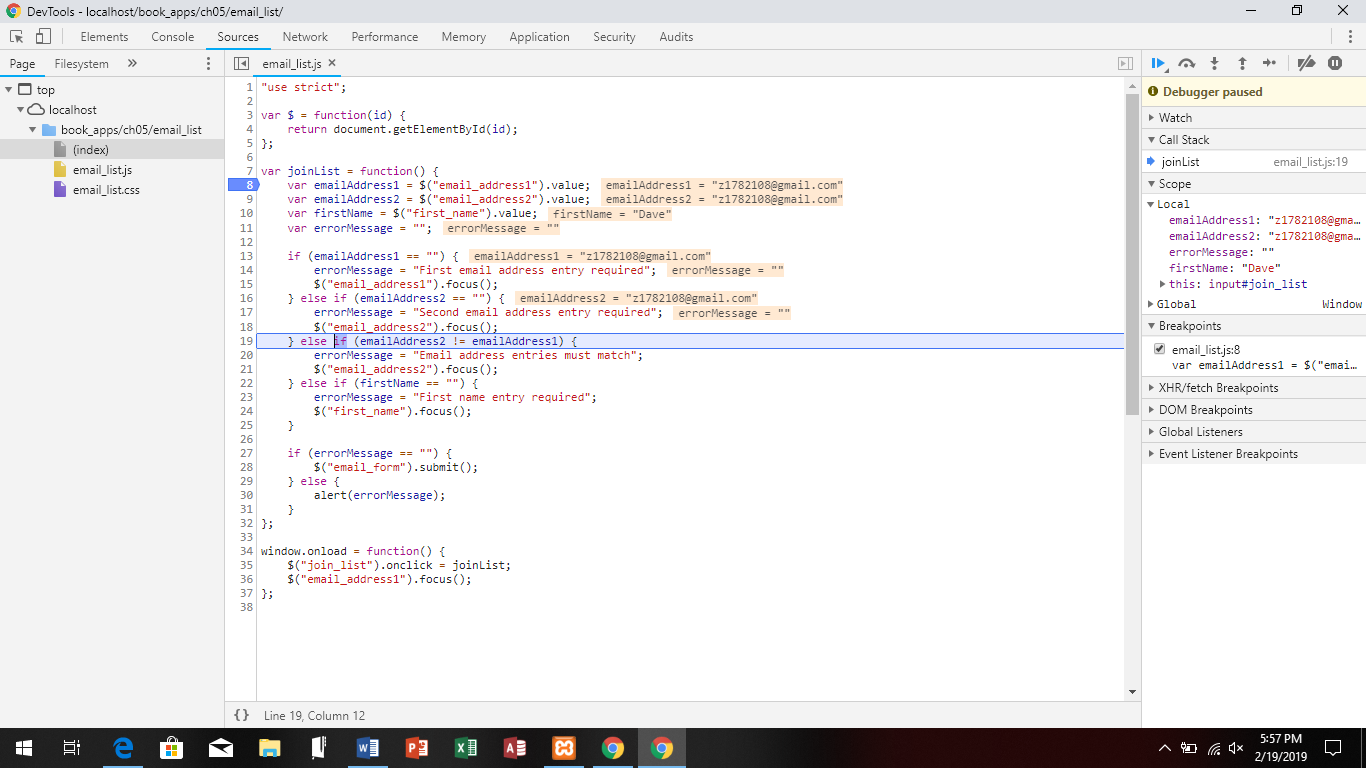 DevTools - localhost/book_apps/ch05/email_list/
Elements Console Sources Network Performance Memory Application Security Audits
Page Filesystem »
top
localhost
book_apps/ch05/email_list
(index)
email_list.js
email_list.css
email_list.js ×
1 "use strict";
2
3 var $ = function(id) {
4 return document.getElementById(id);
5 };
6
7 var joinList = function() {
8 var emailAddress1 = $("email_address1").value; emailAddress1 = "z1782108@gmail.com"
9 var emailAddress2 = $("email_address2").value; emailAddress2 = "z1782108@gmail.com"
10 var firstName = $("first_name").value; firstName = "Dave"
11 var errorMessage = ""; errorMessage = ""
12
13 if (emailAddress1 == "") { emailAddress1 = "z1782108@gmail.com"
14 errorMessage = "First email address entry required"; errorMessage = ""
15 $("email_address1").focus();
16 } else if (emailAddress2 == "") { emailAddress2 = "z1782108@gmail.com"
17 errorMessage = "Second email address entry required"; errorMessage = ""
18 $("email_address2").focus();
19 } else if (emailAddress2 != emailAddress1) {
20 errorMessage = "Email address entries must match";
21 $("email_address2").focus();
22 } else if (firstName == "") {
23 errorMessage = "First name entry required";
24 $("first_name").focus();
25 }
26
27 if (errorMessage == "") {
28 $("email_form").submit();
29 } else {
30 alert(errorMessage);
31 }
32 };
33
34 window.onload = function() {
35 $("join_list").onclick = joinList;
36 $("email_address1").focus();
37 };
38
{} Line 19, Column 12
Debugger paused
Watch
Call Stack
joinList email_list.js:19
Scope
Local
emailAddress1: "z1782108@gma…
emailAddress2: "z1782108@gma…
errorMessage: ""
firstName: "Dave"
this: input#join_list
Global Window
Breakpoints
email_list.js:8
var emailAddress1 = $("emai…
XHR/fetch Breakpoints
DOM Breakpoints
Global Listeners
Event Listener Breakpoints
5:57 PM
2/19/2019